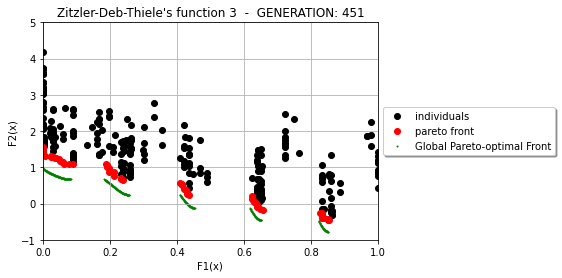 Zitzler-Deb-Thiele's function 3 - GENERATION: 451
5
4
3
2
1
0
−1
F2(x)
0.0 0.2 0.4 0.6 0.8 1.0
F1(x)
individuals
pareto front
Global Pareto-optimal Front